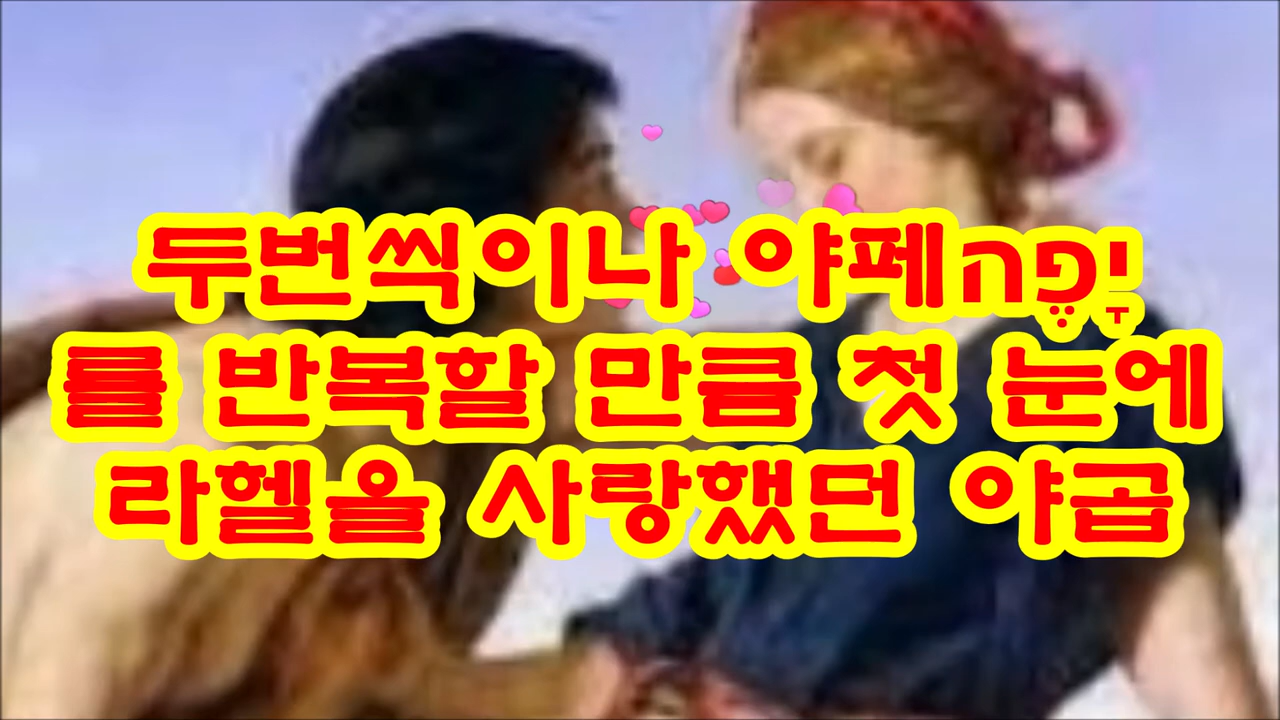 두번씩이나 야페יָפֶה
를 반복할 만큼 첫 눈에
라헬을 사랑했던 야곱